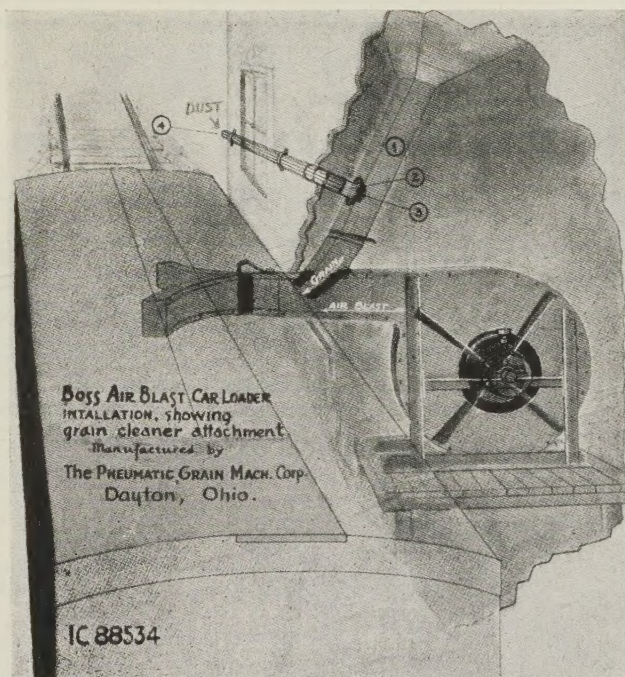 DUST
④
①
②
③
GRAIN
AIR BLAST
BOSS AIR BLAST CAR LOADER
INTALLATION, showing
grain cleaner attachment
Manufactured by
The PNEUMATIC GRAIN MACH. Corp.
Dayton, Ohio.
IC 88534